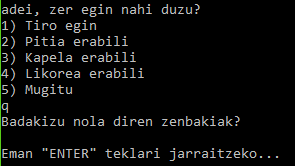 adei, zer egin nahi duzu?
1) Tiro egin
2) Pitia erabili
3) Kapela erabili
4) Likorea erabili
5) Mugitu
q
Badakizu nola diren zenbakiak?
Eman "ENTER" teklari jarraitzeko...